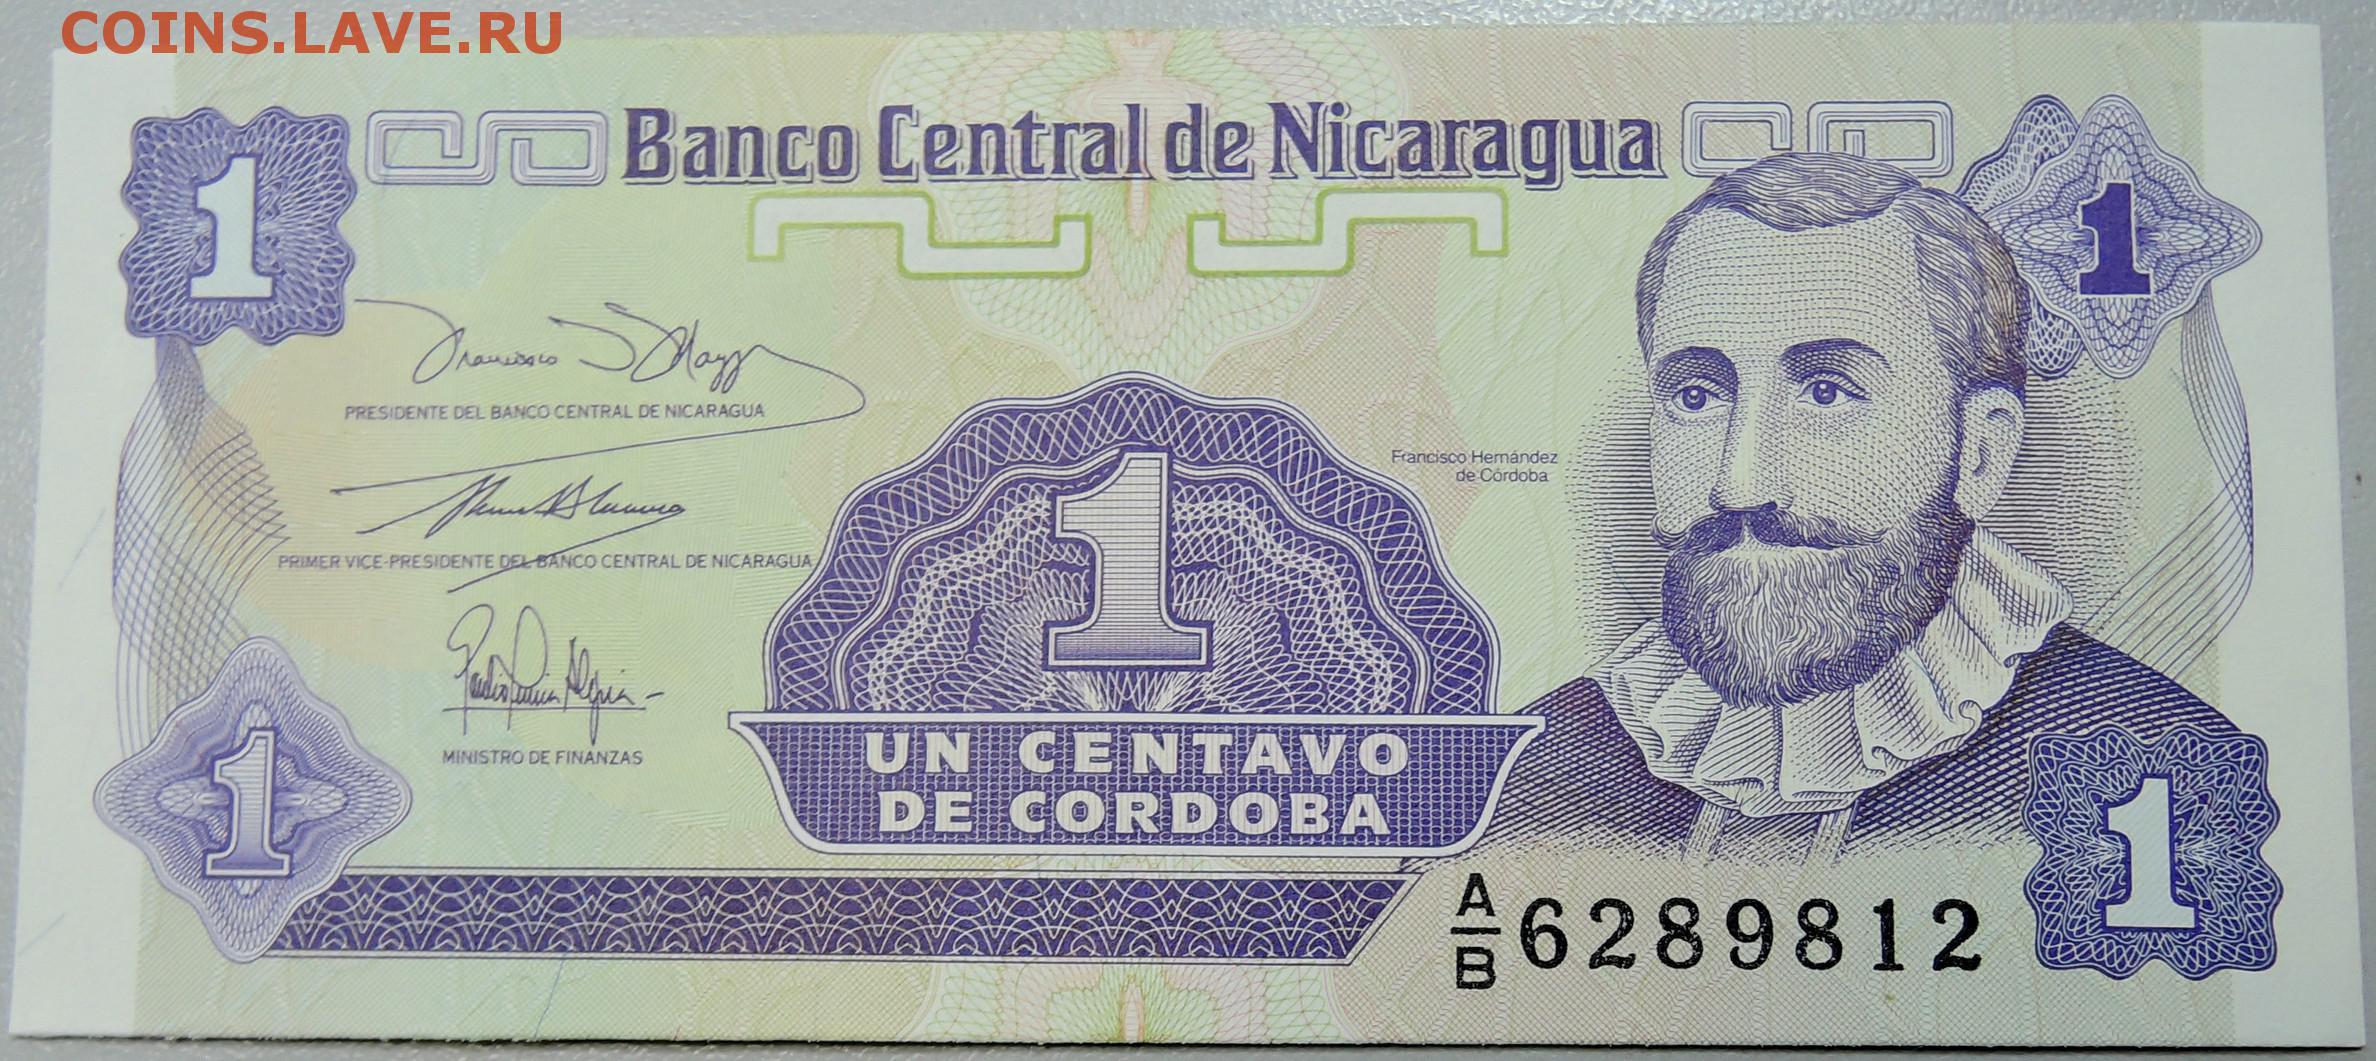 COINS.LAVE.RU
Banco Central de Nicaragua
1
1
Francisco
PRESIDENTE DEL BANCO CENTRAL DE NICARAGUA
Francisco Hernández
de Córdoba
PRIMER VICE-PRESIDENTE DEL BANCO CENTRAL DE NICARAGUA
1
MINISTRO DE FINANZAS
UN CENTAVO
DE CORDOBA
1
1
A/B 6289812